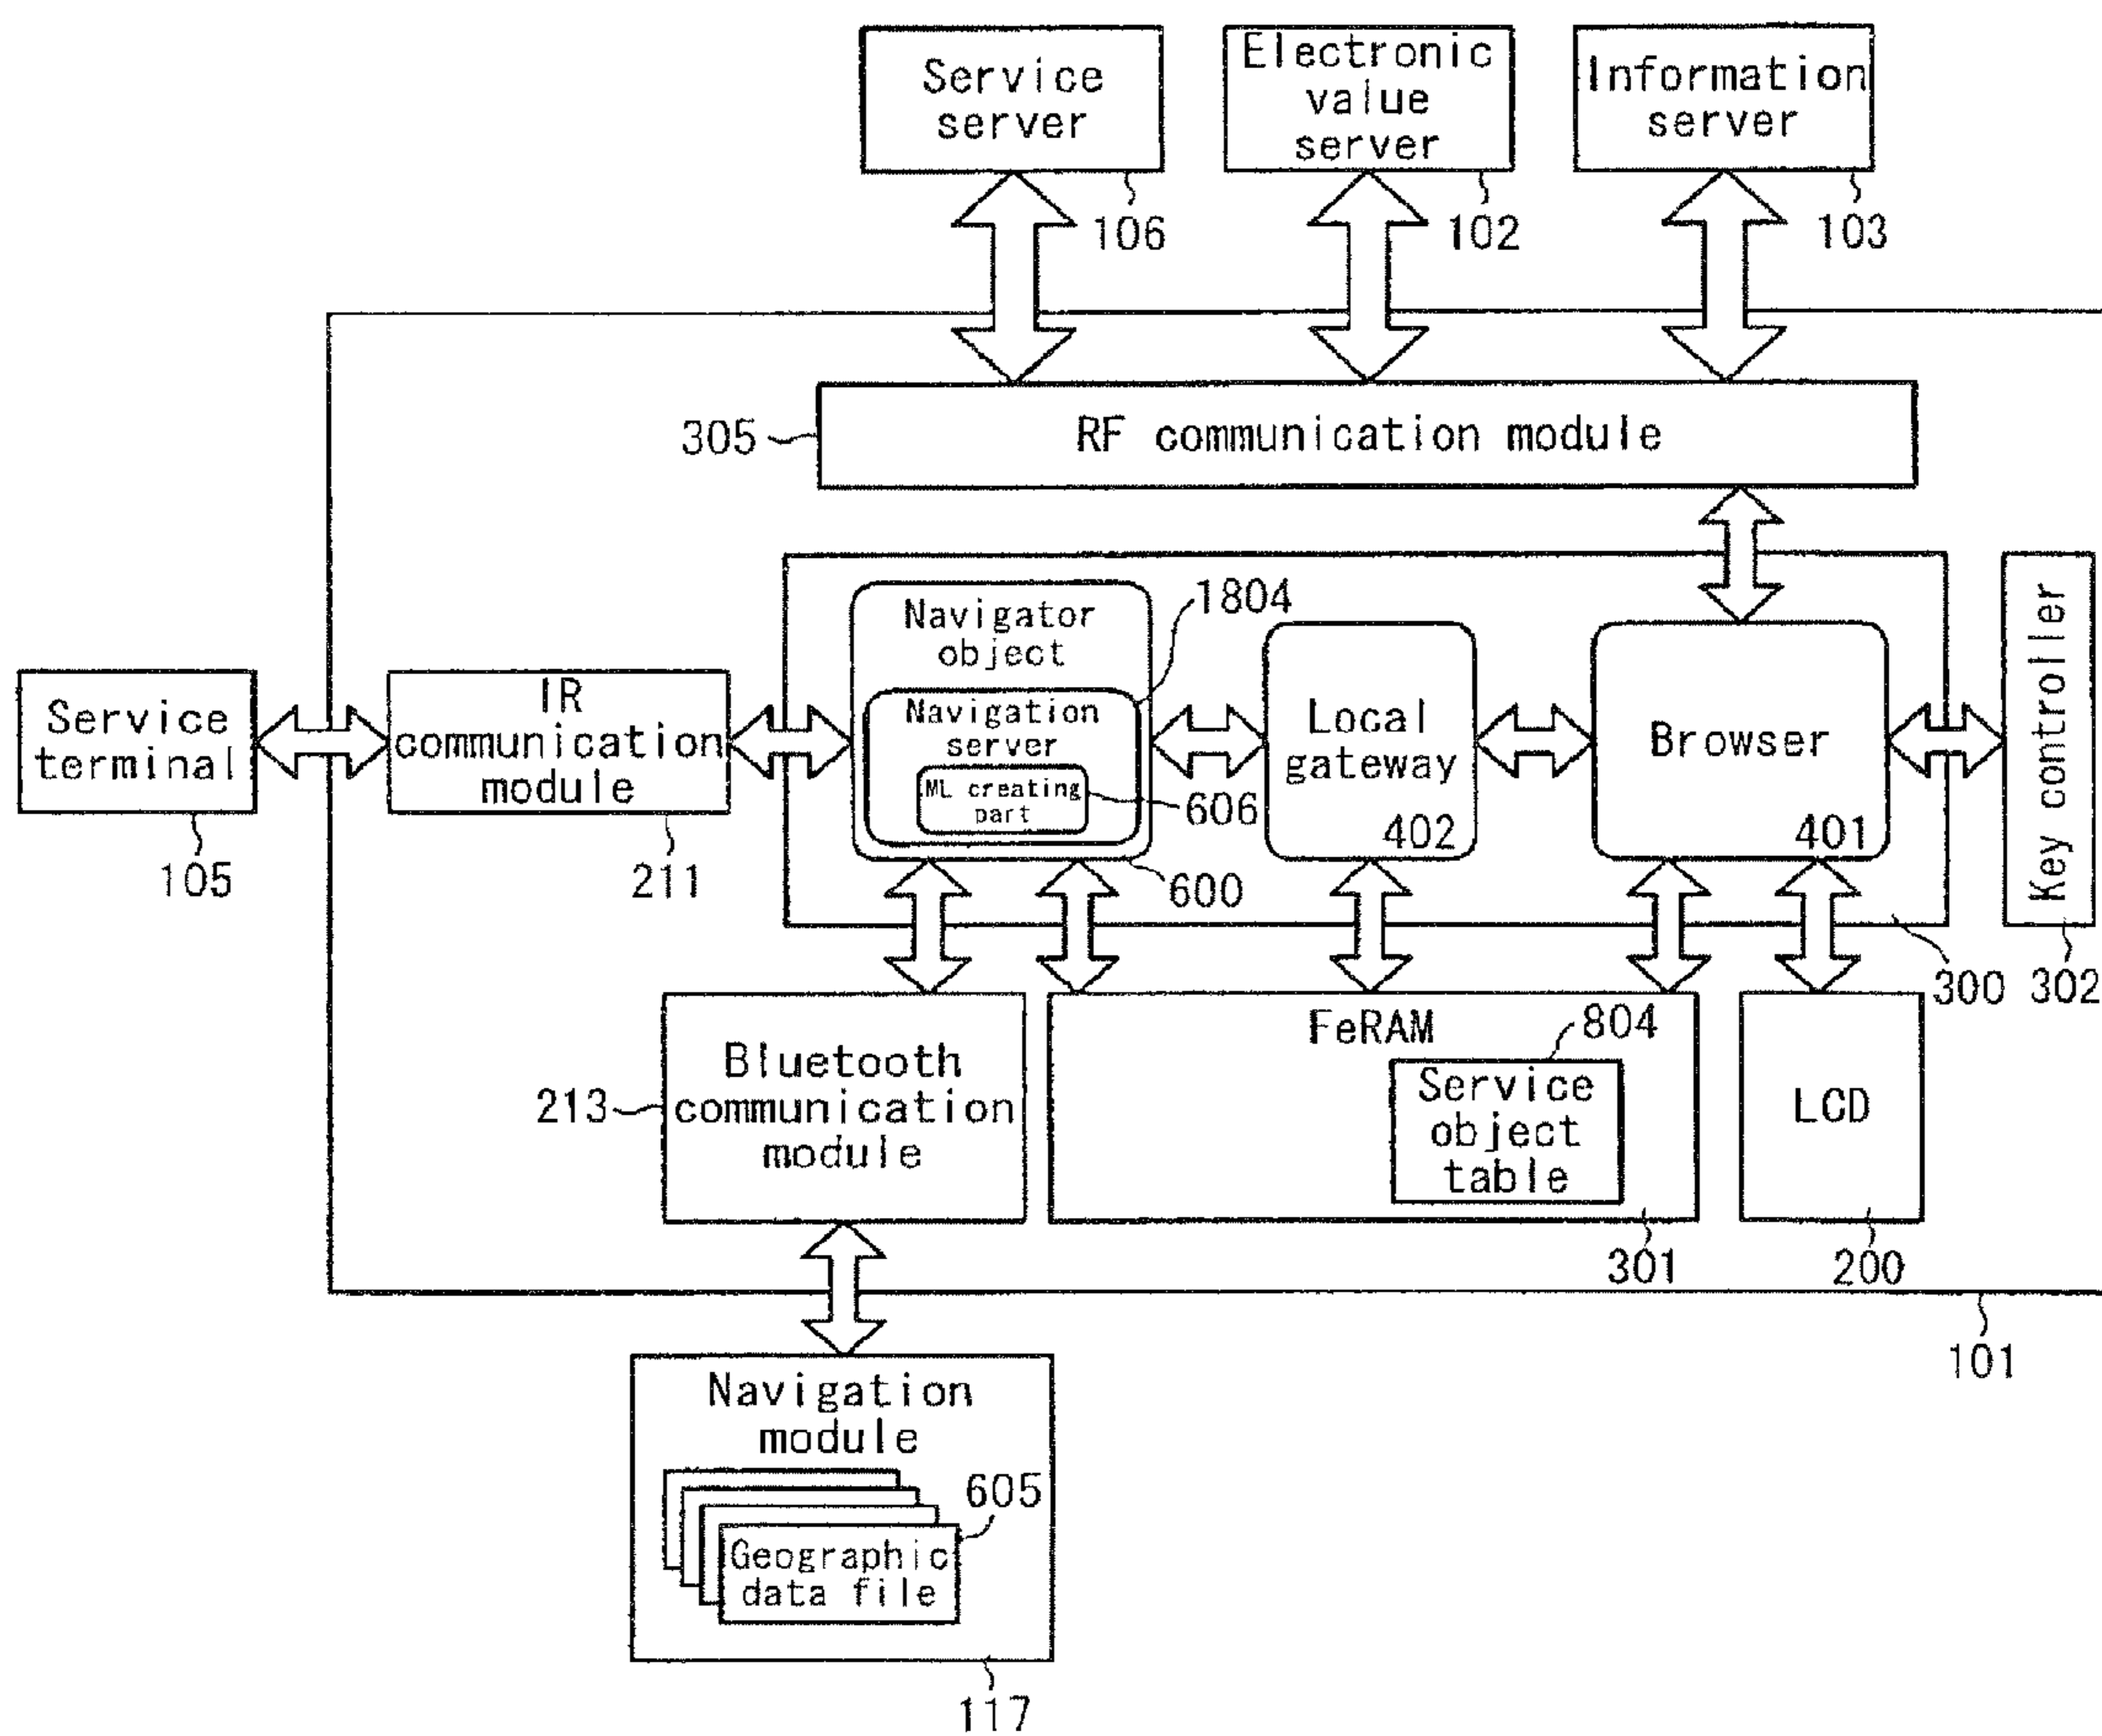 Service
server
106
Electronic
value
server
102
Information
server
103
305
RF communication module
Navigator
object
1804
Navigation
server
ML creating
part
606
600
Local
gateway
402
Browser
401
Key controller
302
300
Service
terminal
105
IR
communication
module
211
213
Bluetooth
communication
module
FeRAM
804
Service
object
table
301
LCD
200
101
Navigation
module
605
Geographic
data file
117